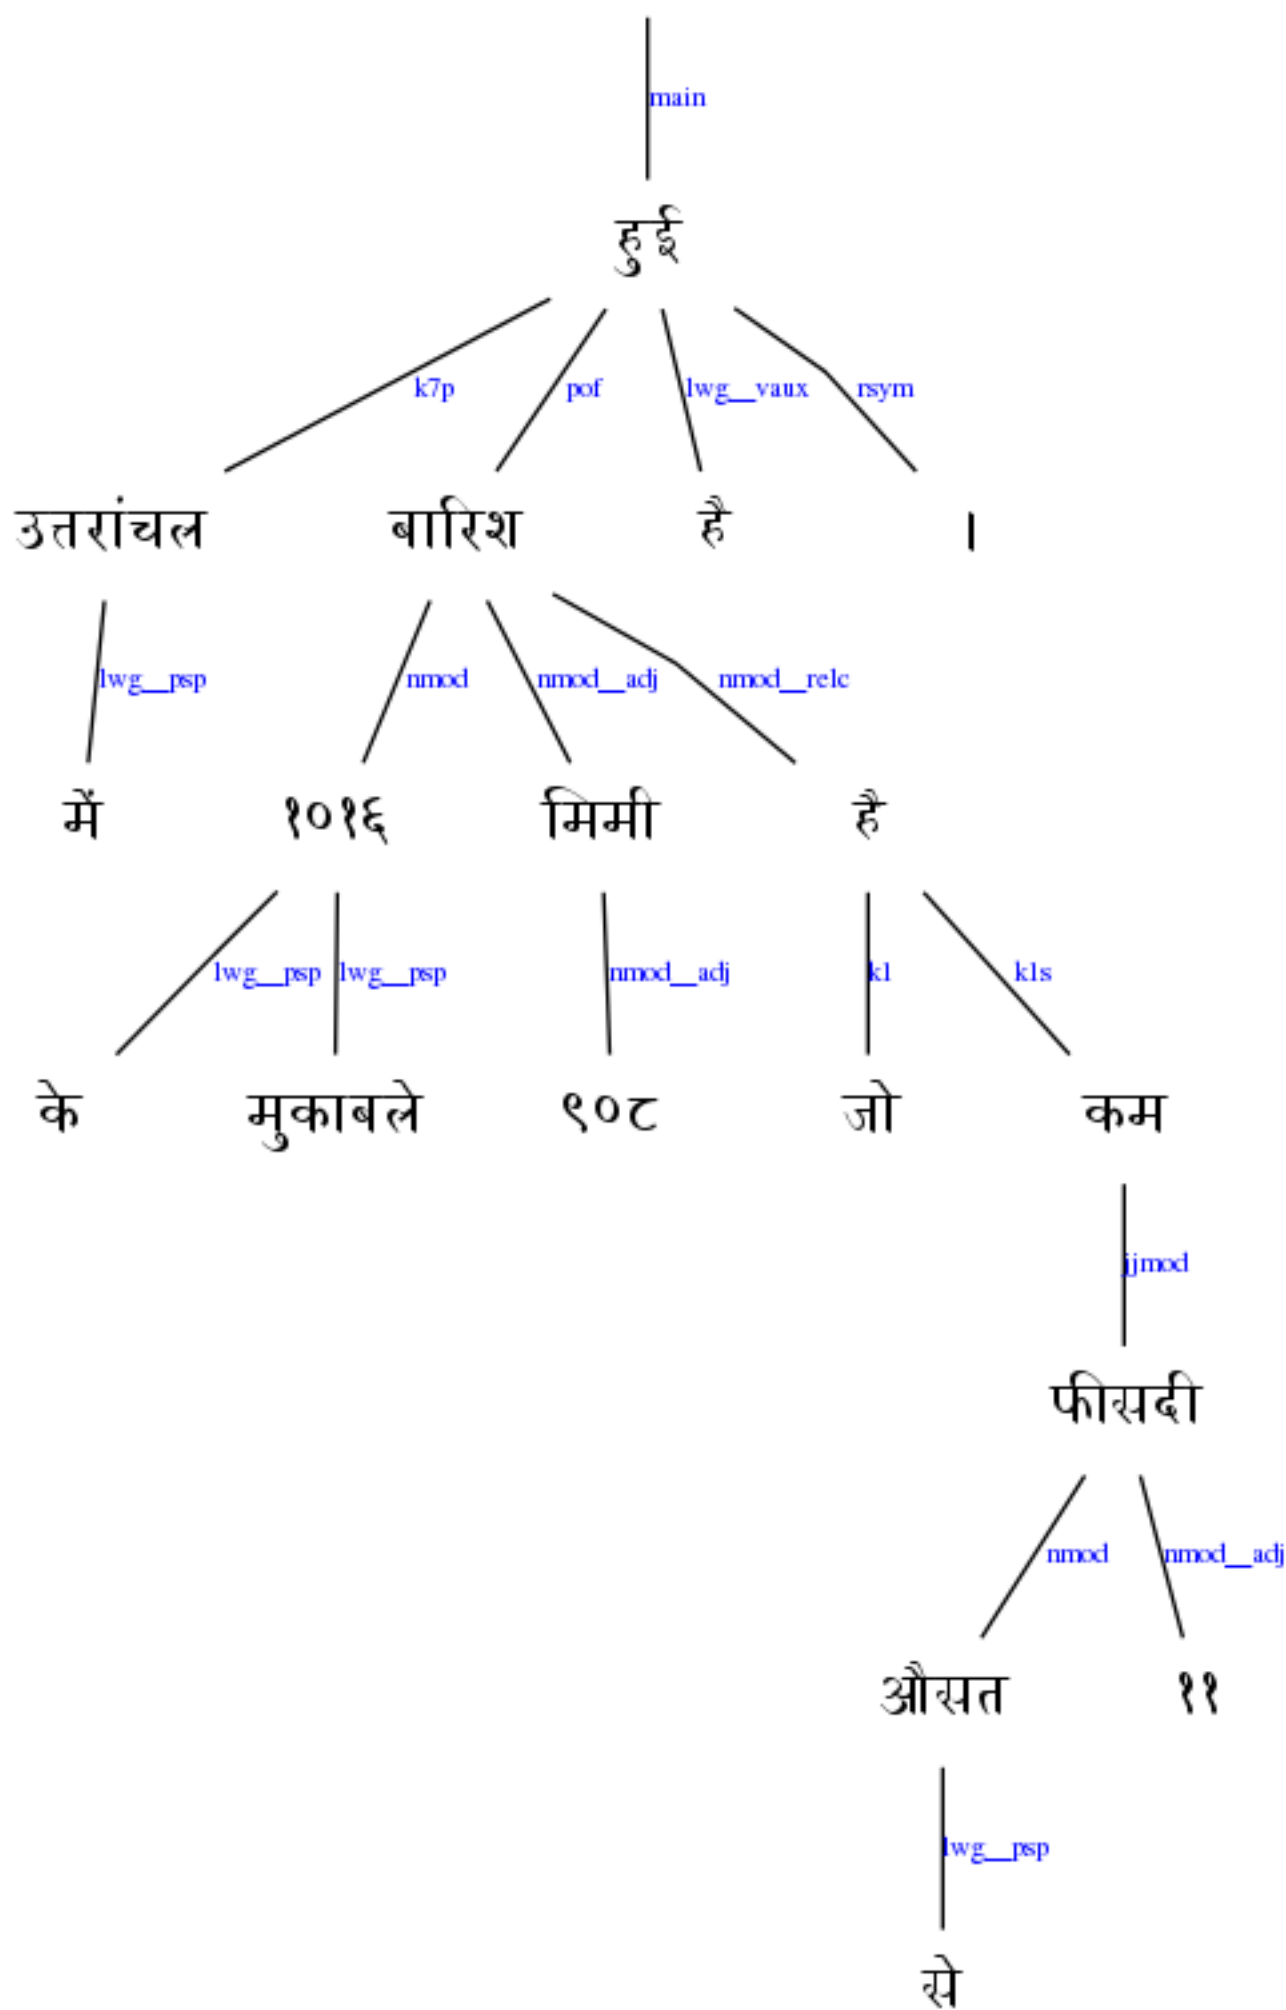 main
हुई
k7p pof lwg__vaux rsym
उत्तरांचल बारिश है ।
lwg__psp nmod nmod__adj nmod__relc
में १०१६ मिमी है
lwg__psp lwg__psp nmod__adj k1 k1s
के मुकाबले ९०८ जो कम
jjmod
फीसदी
nmod nmod__adj
औसत ११
lwg__psp
से